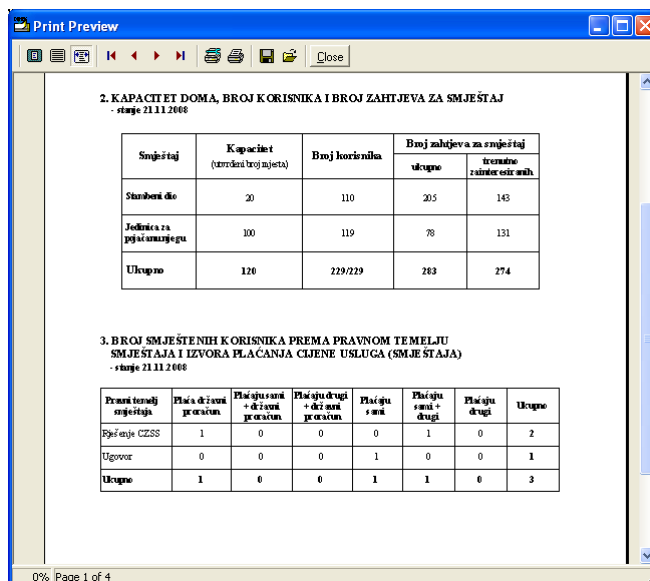 Print Preview
Close
2. KAPACITET DOMA, BROJ KORISNIKA I BROJ ZAHTJEVA ZA SMJEŠTAJ
- stanje 21.11.2008
Smještaj Kapacitet (utvrđeni broj mjesta) Broj korisnika Broj zahtjeva za smještaj
ukupno trenutno zainteresiranih
Stambeni dio 20 110 205 143
Jedinica za pojačanu njegu 100 119 78 131
Ukupno 120 229/229 283 274
3. BROJ SMJEŠTENIH KORISNIKA PREMA PRAVNOM TEMELJU
SMJEŠTAJA I IZVORA PLAĆANJA CIJENE USLUGA (SMJEŠTAJA)
- stanje 21.11.2008
Pravni temelj smještaja Plaća državni proračun Plaćaju sami + državni proračun Plaćaju drugi + državni proračun Plaćaju sami Plaćaju sami + drugi Plaćaju drugi Ukupno
Rješenje CZSS 1 0 0 0 1 0 2
Ugovor 0 0 0 1 0 0 1
Ukupno 1 0 0 1 1 0 3
0% Page 1 of 4